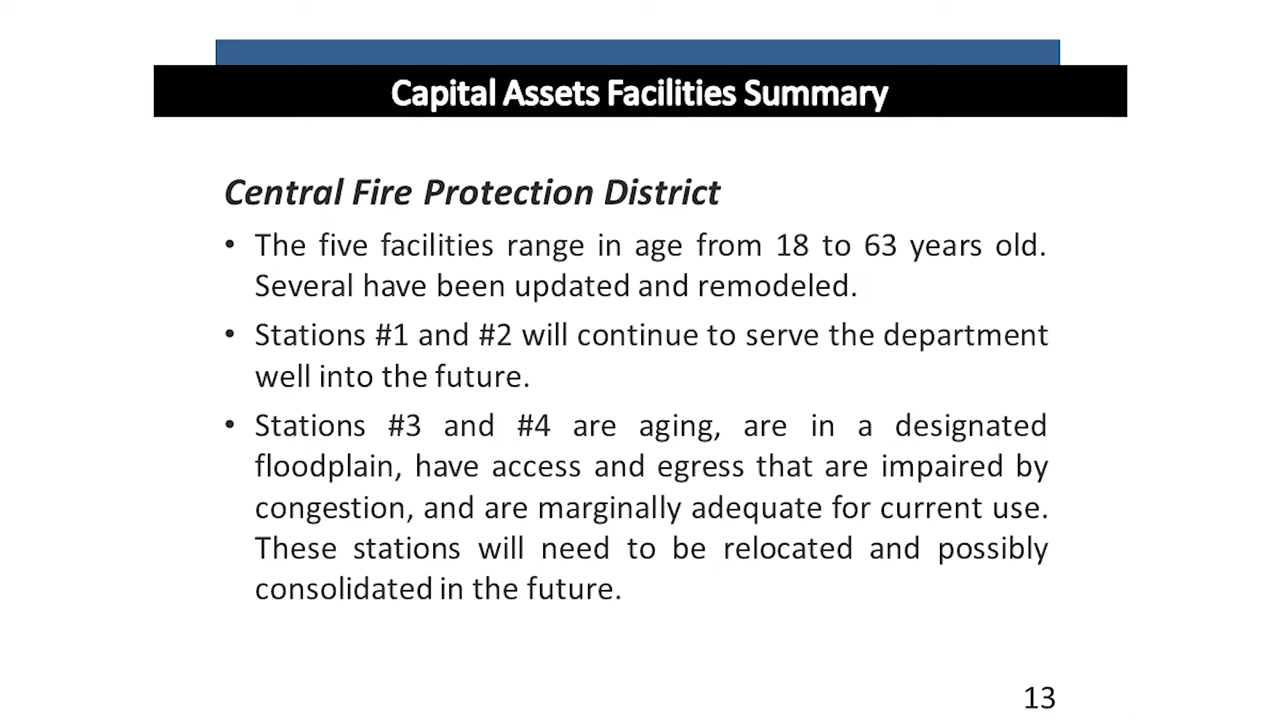 Capital Assets Facilities Summary
Central Fire Protection District
• The five facilities range in age from 18 to 63 years old.
Several have been updated and remodeled.
• Stations #1 and #2 will continue to serve the department
well into the future.
• Stations #3 and #4 are aging, are in a designated
floodplain, have access and egress that are impaired by
congestion, and are marginally adequate for current use.
These stations will need to be relocated and possibly
consolidated in the future.
13